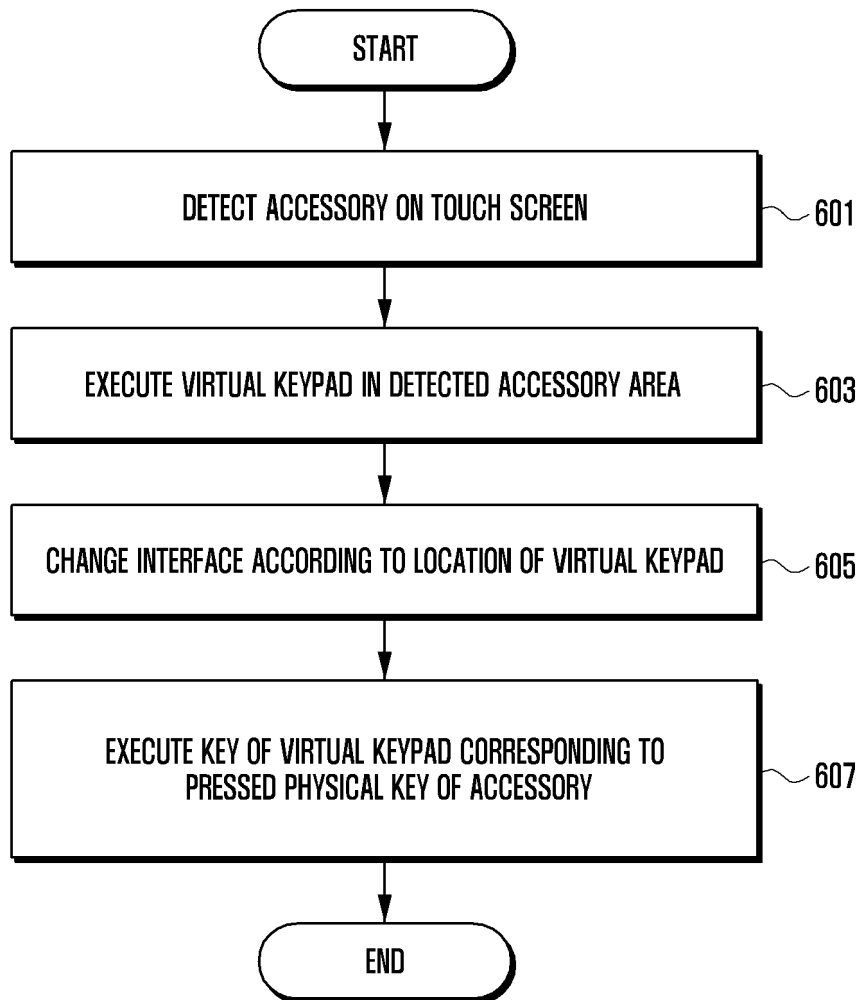 START
DETECT ACCESSORY ON TOUCH SCREEN
601
EXECUTE VIRTUAL KEYPAD IN DETECTED ACCESSORY AREA
603
CHANGE INTERFACE ACCORDING TO LOCATION OF VIRTUAL KEYPAD
605
EXECUTE KEY OF VIRTUAL KEYPAD CORRESPONDING TO
PRESSED PHYSICAL KEY OF ACCESSORY
607
END